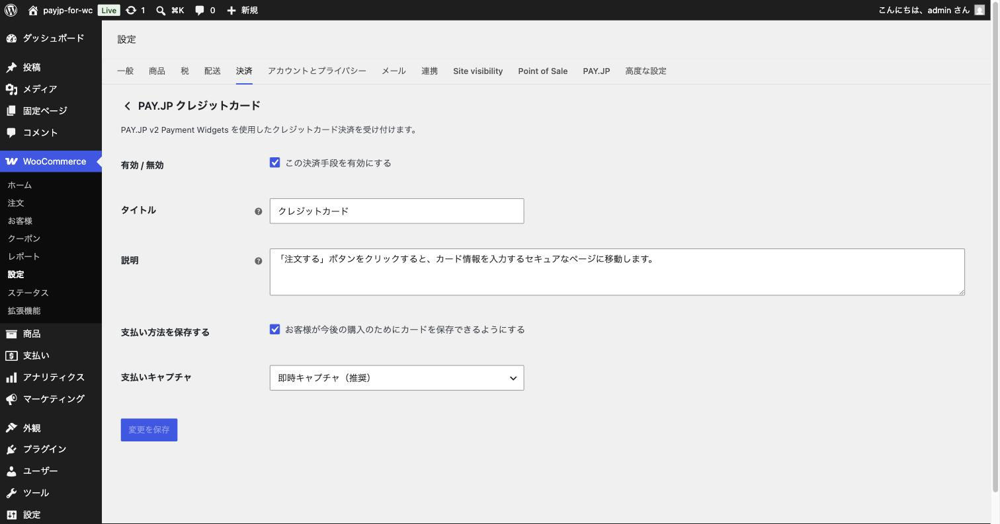 payjp-for-wc Live 1 ⌘K 0 新規 こんにちは、admin さん
ダッシュボード
投稿
メディア
固定ページ
コメント
WooCommerce
ホーム
注文
お客様
クーポン
レポート
設定
ステータス
拡張機能
商品
支払い
アナリティクス
マーケティング
外観
プラグイン
ユーザー
ツール
設定
設定
一般 商品 税 配送 決済 アカウントとプライバシー メール 連携 Site visibility Point of Sale PAY.JP 高度な設定
PAY.JP クレジットカード
PAY.JP v2 Payment Widgets を使用したクレジットカード決済を受け付けます。
有効 / 無効 この決済手段を有効にする
タイトル クレジットカード
説明 「注文する」ボタンをクリックすると、カード情報を入力するセキュアなページに移動します。
支払い方法を保存する お客様が今後の購入のためにカードを保存できるようにする
支払いキャプチャ 即時キャプチャ（推奨）
変更を保存